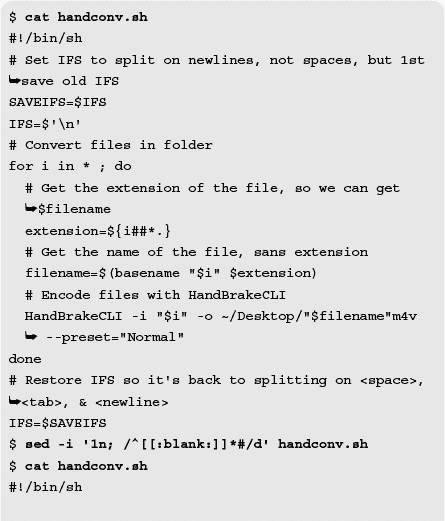 $ cat handconv.sh
#!/bin/sh
# Set IFS to split on newlines, not spaces, but 1st
➥save old IFS
SAVEIFS=$IFS
IFS=$'\n'
# Convert files in folder
for i in * ; do
  # Get the extension of the file, so we can get
  ➥$filename
  extension=${i##*.}
  # Get the name of the file, sans extension
  filename=$(basename "$i" $extension)
  # Encode files with HandBrakeCLI
  HandBrakeCLI -i "$i" -o ~/Desktop/"$filename"m4v
  ➥ --preset="Normal"
done
# Restore IFS so it's back to splitting on <space>,
➥<tab>, & <newline>
IFS=$SAVEIFS
$ sed -i '1n; /^[[:blank:]]*#/d' handconv.sh
$ cat handconv.sh
#!/bin/sh